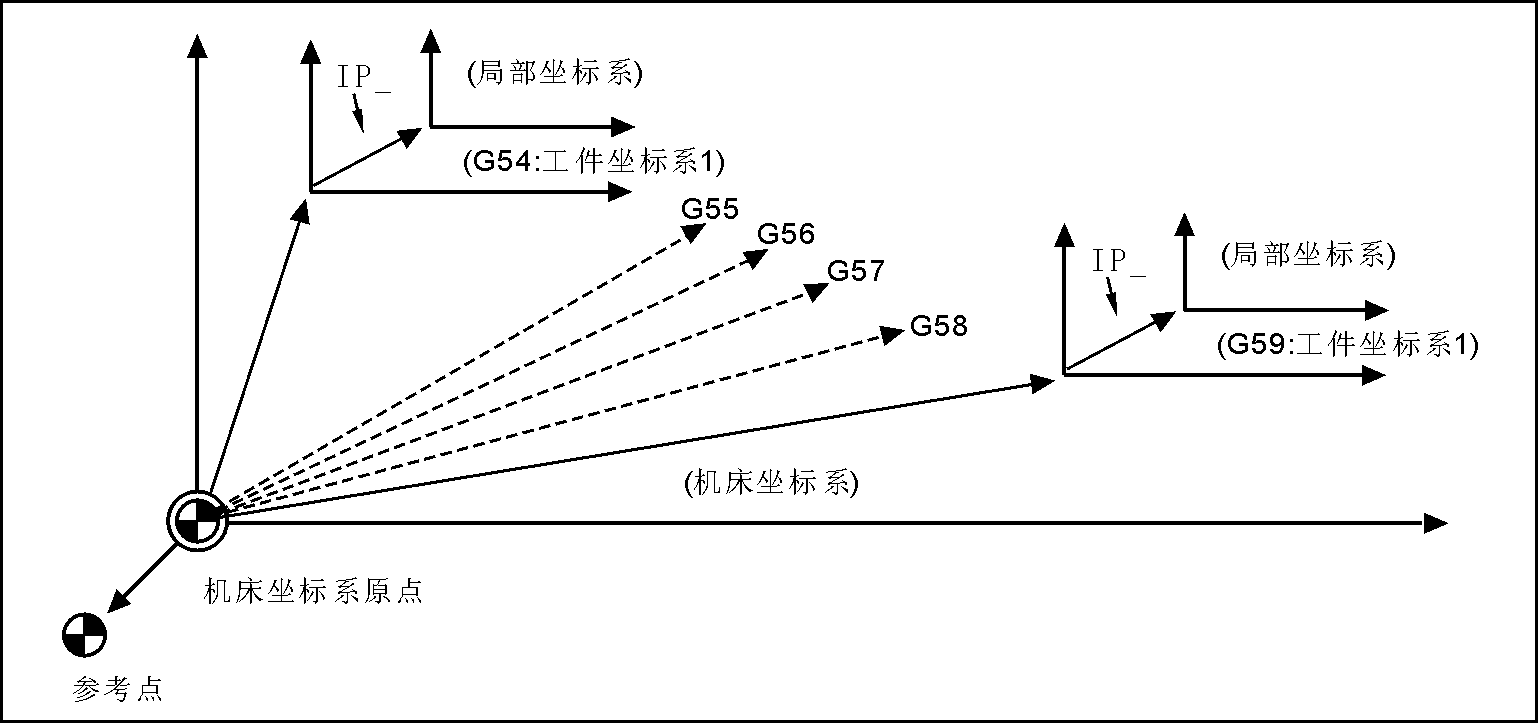 IP_
(局部坐标系)
(G54:工件坐标系1)
G55
G56
G57
G58
IP_
(局部坐标系)
(G59:工件坐标系1)
(机床坐标系)
机床坐标系原点
参考点